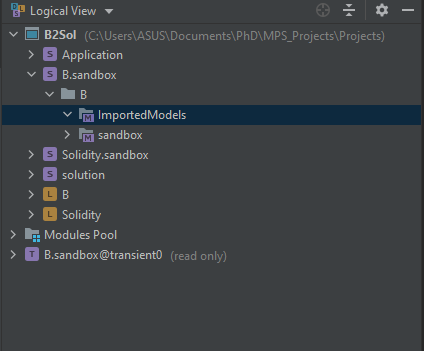 Logical View
B2Sol (C:\Users\ASUS\Documents\PhD\MPS_Projects\Projects)
S Application
S B.sandbox
B
M ImportedModels
M sandbox
S Solidity.sandbox
S solution
L B
L Solidity
Modules Pool
T B.sandbox@transient0 (read only)